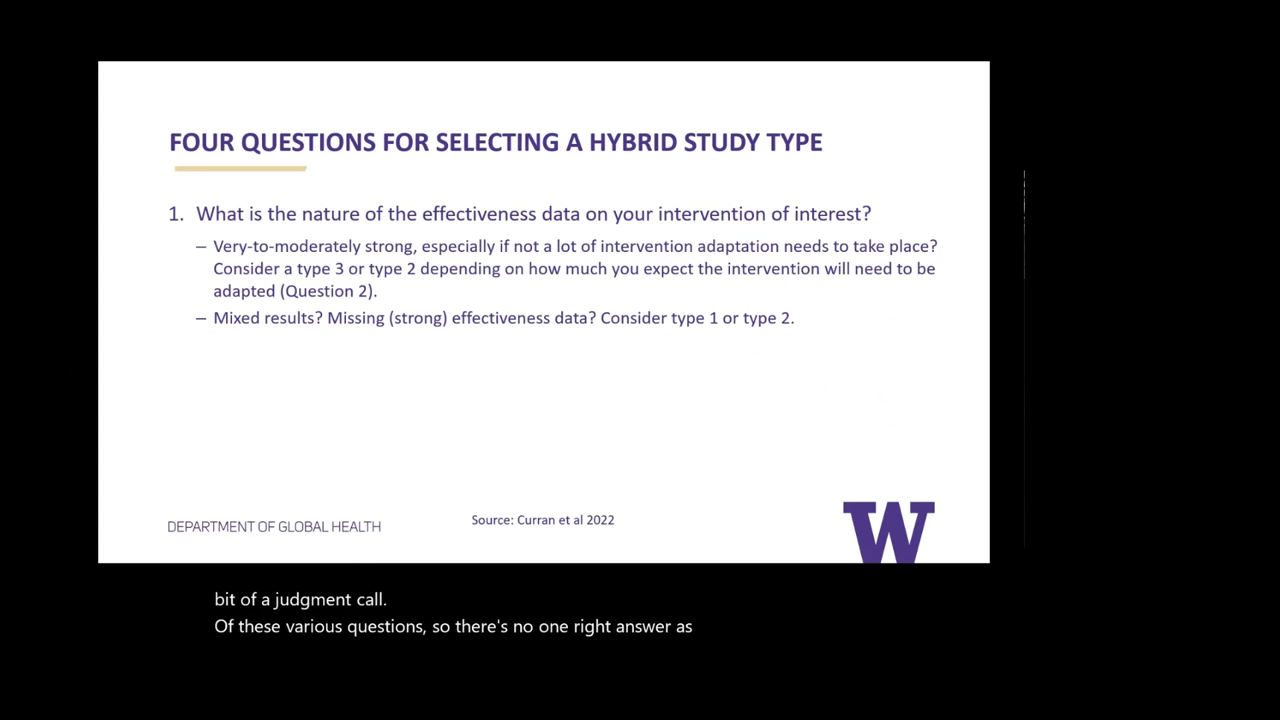 FOUR QUESTIONS FOR SELECTING A HYBRID STUDY TYPE
1. What is the nature of the effectiveness data on your intervention of interest?
– Very-to-moderately strong, especially if not a lot of intervention adaptation needs to take place?
Consider a type 3 or type 2 depending on how much you expect the intervention will need to be
adapted (Question 2).
– Mixed results? Missing (strong) effectiveness data? Consider type 1 or type 2.
DEPARTMENT OF GLOBAL HEALTH
Source: Curran et al 2022
W
bit of a judgment call.
Of these various questions, so there's no one right answer as